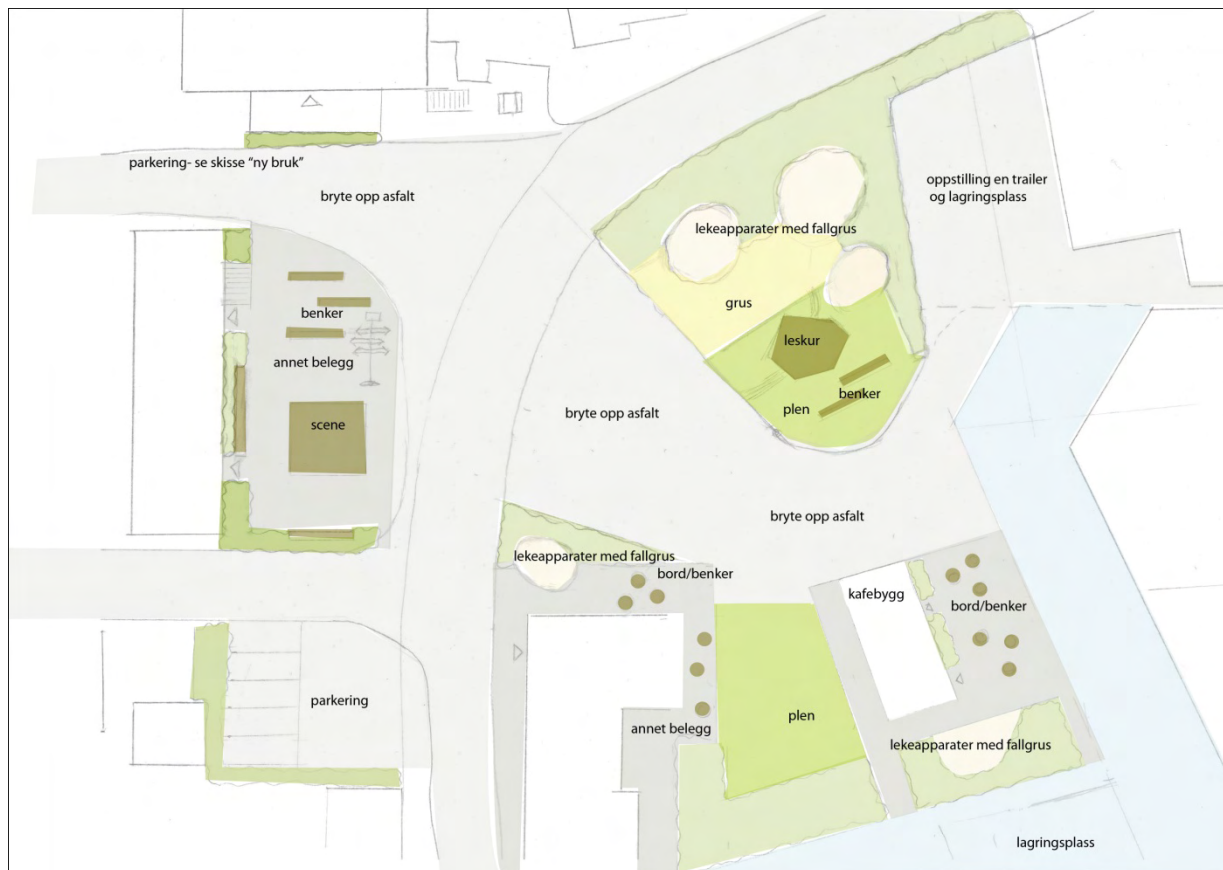 parkering- se skisse "ny bruk"
bryte opp asfalt
oppstilling en trailer
og lagringsplass
lekeapparater med fallgrus
grus
benker
leskur
annet belegg
benker
plen
bryte opp asfalt
scene
bryte opp asfalt
lekeapparater med fallgrus
bord/benker
kafebygg
bord/benker
parkering
plen
annet belegg
lekeapparater med fallgrus
lagringsplass